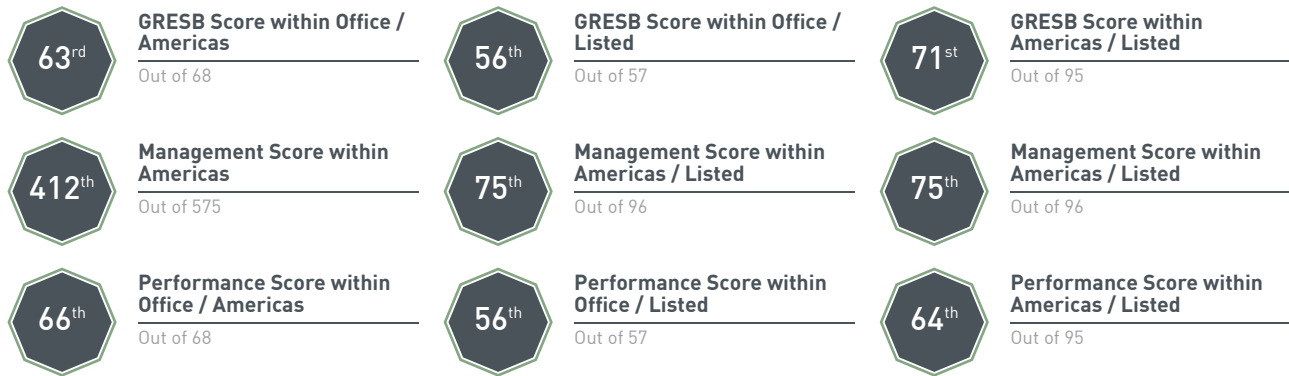 63rd
GRESB Score within Office /
Americas
Out of 68
56th
GRESB Score within Office /
Listed
Out of 57
71st
GRESB Score within
Americas / Listed
Out of 95
412th
Management Score within
Americas
Out of 575
75th
Management Score within
Americas / Listed
Out of 96
75th
Management Score within
Americas / Listed
Out of 96
66th
Performance Score within
Office / Americas
Out of 68
56th
Performance Score within
Office / Listed
Out of 57
64th
Performance Score within
Americas / Listed
Out of 95